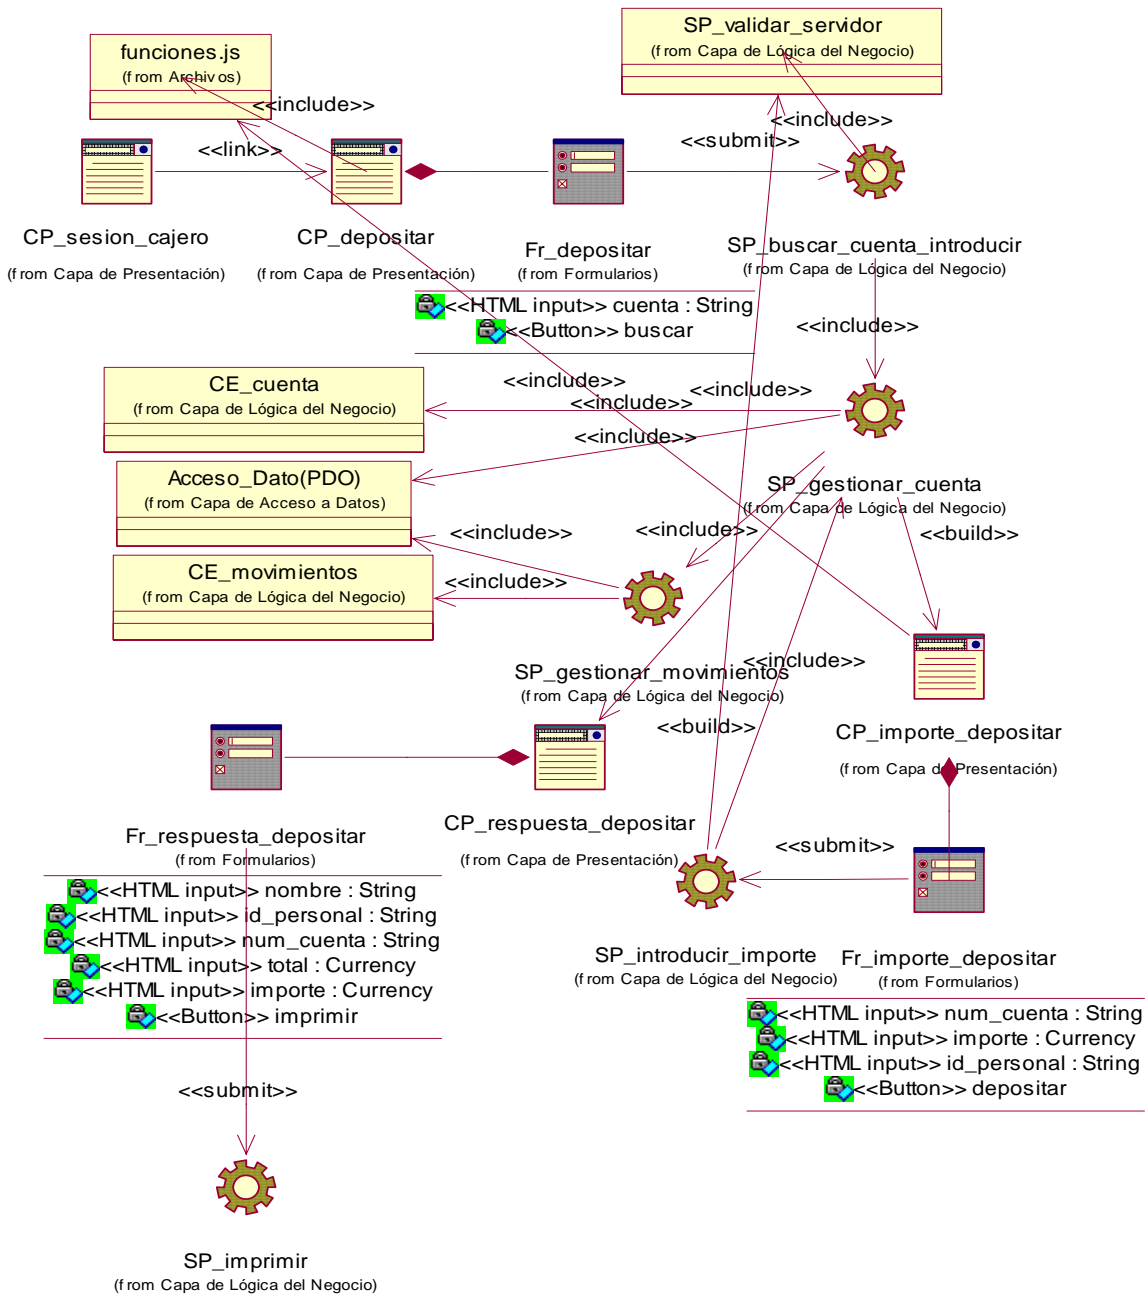 SP_validar_servidor
(from Capa de Lógica del Negocio)
funciones.js
(from Archivos)
<<include>>
<<include>>
<<link>>
<<submit>>
CP_sesion_cajero
(from Capa de Presentación)
CP_depositar
(from Capa de Presentación)
Fr_depositar
(from Formularios)
SP_buscar_cuenta_introducir
(from Capa de Lógica del Negocio)
<<HTML input>> cuenta : String
<<Button>> buscar
<<include>>
CE_cuenta
(from Capa de Lógica del Negocio)
<<include>>
<<include>>
<<include>>
<<include>>
Acceso_Dato(PDO)
(from Capa de Acceso a Datos)
SP_gestionar_cuenta
(from Capa de Lógica del Negocio)
<<include>>
<<include>>
<<build>>
CE_movimientos
(from Capa de Lógica del Negocio)
<<include>>
SP_gestionar_movimientos
(from Capa de Lógica del Negocio)
<<include>>
<<build>>
CP_importe_depositar
(from Capa de Presentación)
Fr_respuesta_depositar
(from Formularios)
CP_respuesta_depositar
(from Capa de Presentación)
<<submit>>
<<HTML input>> nombre : String
<<HTML input>> id_personal : String
<<HTML input>> num_cuenta : String
<<HTML input>> total : Currency
<<HTML input>> importe : Currency
<<Button>> imprimir
SP_introducir_importe
(from Capa de Lógica del Negocio)
Fr_importe_depositar
(from Formularios)
<<HTML input>> num_cuenta : String
<<HTML input>> importe : Currency
<<HTML input>> id_personal : String
<<Button>> depositar
<<submit>>
SP_imprimir
(from Capa de Lógica del Negocio)